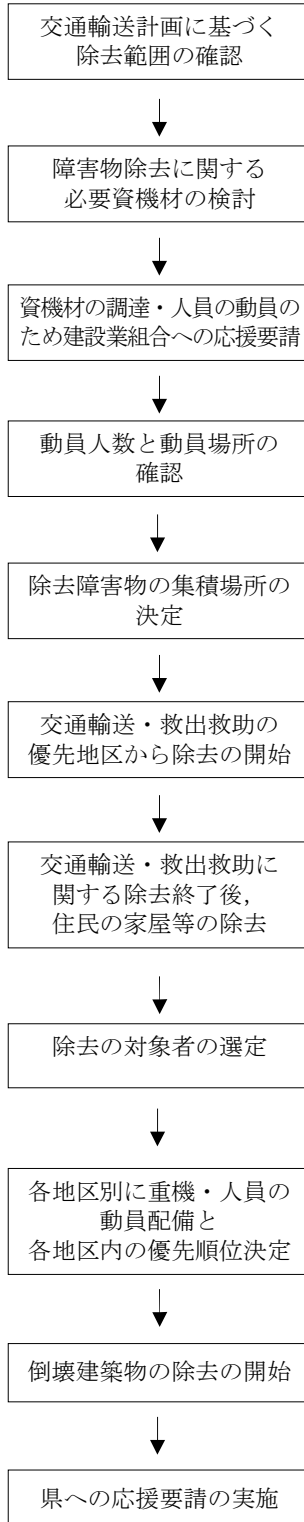 交通輸送計画に基づく
除去範囲の確認
障害物除去に関する
必要資機材の検討
資機材の調達・人員の動員の
ため建設業組合への応援要請
動員人数と動員場所の
確認
除去障害物の集積場所の
決定
交通輸送・救出救助の
優先地区から除去の開始
交通輸送・救出救助に
関する除去終了後，
住民の家屋等の除去
除去の対象者の選定
各地区別に重機・人員の
動員配備と
各地区内の優先順位決定
倒壊建築物の除去の開始
県への応援要請の実施